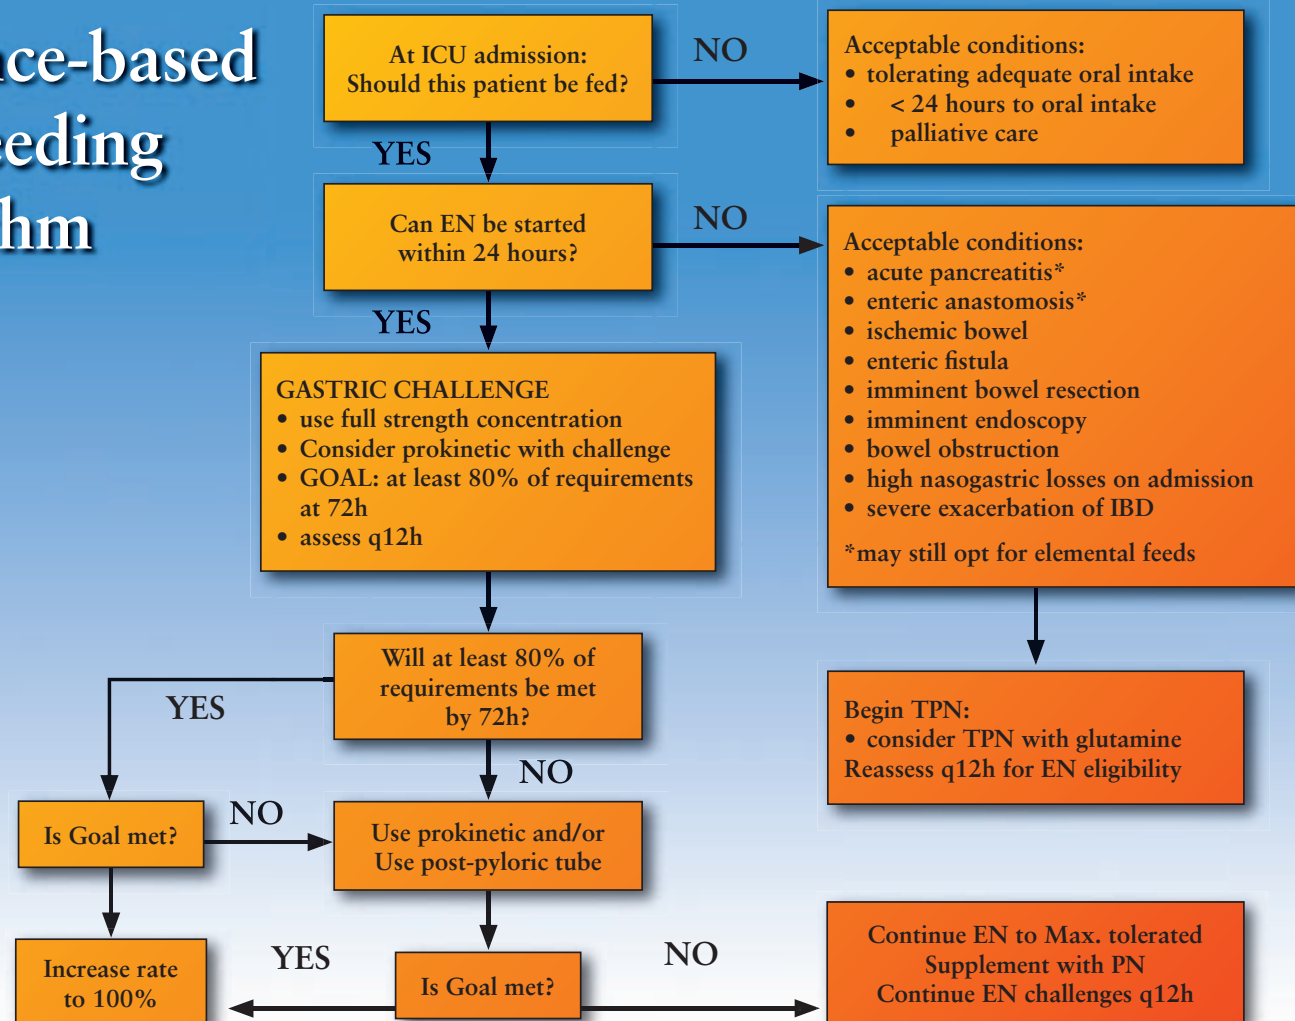 nce-based
eeding
hm
At ICU admission:
Should this patient be fed?
NO
Acceptable conditions:
• tolerating adequate oral intake
• < 24 hours to oral intake
• palliative care
YES
Can EN be started
within 24 hours?
NO
Acceptable conditions:
• acute pancreatitis*
• enteric anastomosis*
• ischemic bowel
• enteric fistula
• imminent bowel resection
• imminent endoscopy
• bowel obstruction
• high nasogastric losses on admission
• severe exacerbation of IBD
*may still opt for elemental feeds
YES
GASTRIC CHALLENGE
• use full strength concentration
• Consider prokinetic with challenge
• GOAL: at least 80% of requirements
at 72h
• assess q12h
Will at least 80% of
requirements be met
by 72h?
YES
NO
Begin TPN:
• consider TPN with glutamine
Reassess q12h for EN eligibility
Is Goal met?
NO
Use prokinetic and/or
Use post-pyloric tube
Increase rate
to 100%
YES
Is Goal met?
NO
Continue EN to Max. tolerated
Supplement with PN
Continue EN challenges q12h